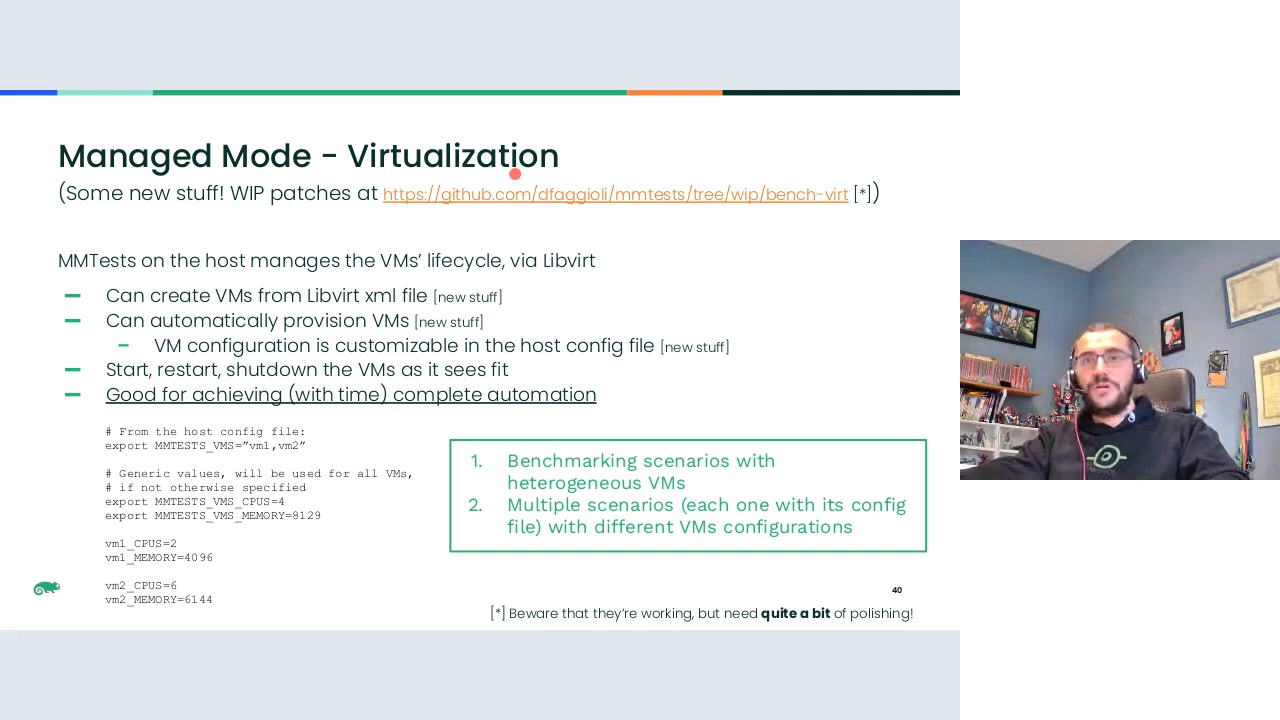 Managed Mode - Virtualization
(Some new stuff! WIP patches at https://github.com/dfaggioli/mmtests/tree/wip/bench-virt [*])
MMTests on the host manages the VMs’ lifecycle, via Libvirt
Can create VMs from Libvirt xml file [new stuff]
Can automatically provision VMs [new stuff]
VM configuration is customizable in the host config file [new stuff]
Start, restart, shutdown the VMs as it sees fit
Good for achieving (with time) complete automation
# From the host config file:
export MMTESTS_VMS=”vm1,vm2”
# Generic values, will be used for all VMs,
# if not otherwise specified
export MMTESTS_VMS_CPUS=4
export MMTESTS_VMS_MEMORY=8129
vm1_CPUS=2
vm1_MEMORY=4096
vm2_CPUS=6
vm2_MEMORY=6144
1. Benchmarking scenarios with
heterogeneous VMs
2. Multiple scenarios (each one with its config
file) with different VMs configurations
40
[*] Beware that they’re working, but need quite a bit of polishing!